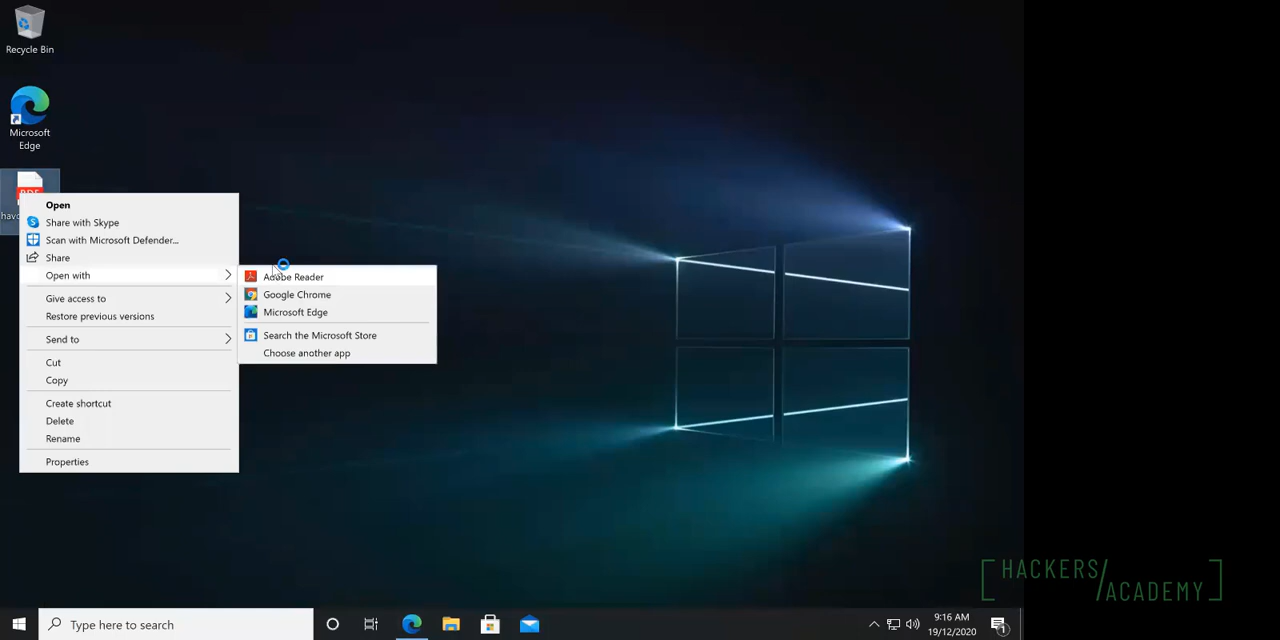 Recycle Bin
Microsoft
Edge
PDF
Open
Share with Skype
Scan with Microsoft Defender...
Share
Open with
Give access to
Restore previous versions
Send to
Cut
Copy
Create shortcut
Delete
Rename
Properties
Adobe Reader
Google Chrome
Microsoft Edge
Search the Microsoft Store
Choose another app
[HACKERS/
ACADEMY]
Type here to search
9:16 AM
19/12/2020
1